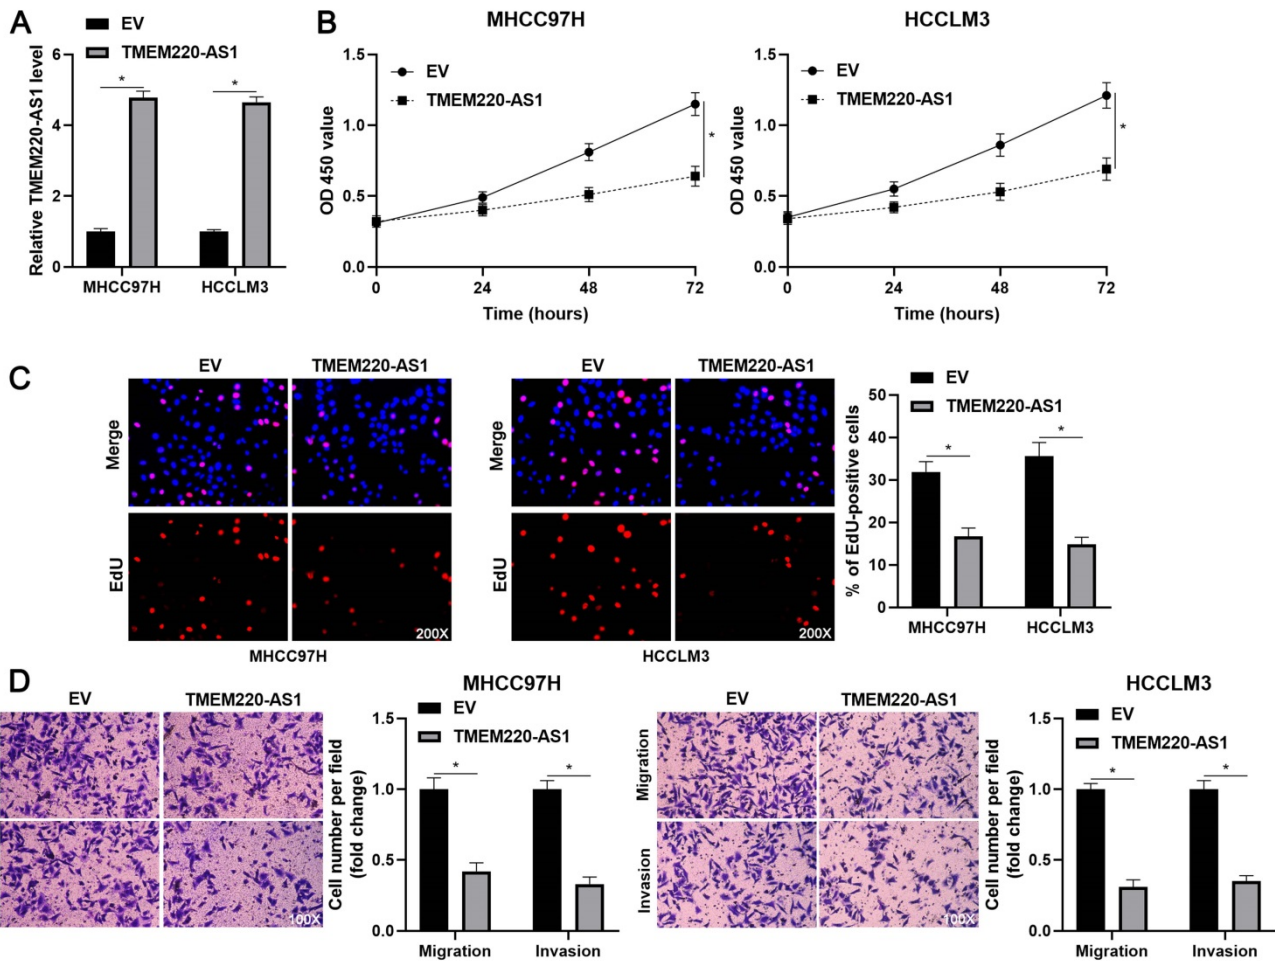 A
EV
TMEM220-AS1
Relative TMEM220-AS1 level
6
4
2
0
*
*
MHCC97H
HCCLM3
B
MHCC97H
EV
TMEM220-AS1
OD 450 value
1.5
1.0
0.5
0.0
*
0
24
48
72
Time (hours)
HCCLM3
EV
TMEM220-AS1
OD 450 value
1.5
1.0
0.5
0.0
*
0
24
48
72
Time (hours)
C
EV
TMEM220-AS1
Merge
EdU
200X
MHCC97H
EV
TMEM220-AS1
Merge
EdU
200X
HCCLM3
EV
TMEM220-AS1
% of EdU-positive cells
50
40
30
20
10
0
*
*
MHCC97H
HCCLM3
D
EV
TMEM220-AS1
100X
MHCC97H
EV
TMEM220-AS1
Cell number per field
(fold change)
1.5
1.0
0.5
0.0
*
*
Migration
Invasion
EV
TMEM220-AS1
Migration
Invasion
100X
HCCLM3
EV
TMEM220-AS1
Cell number per field
(fold change)
1.5
1.0
0.5
0.0
*
*
Migration
Invasion